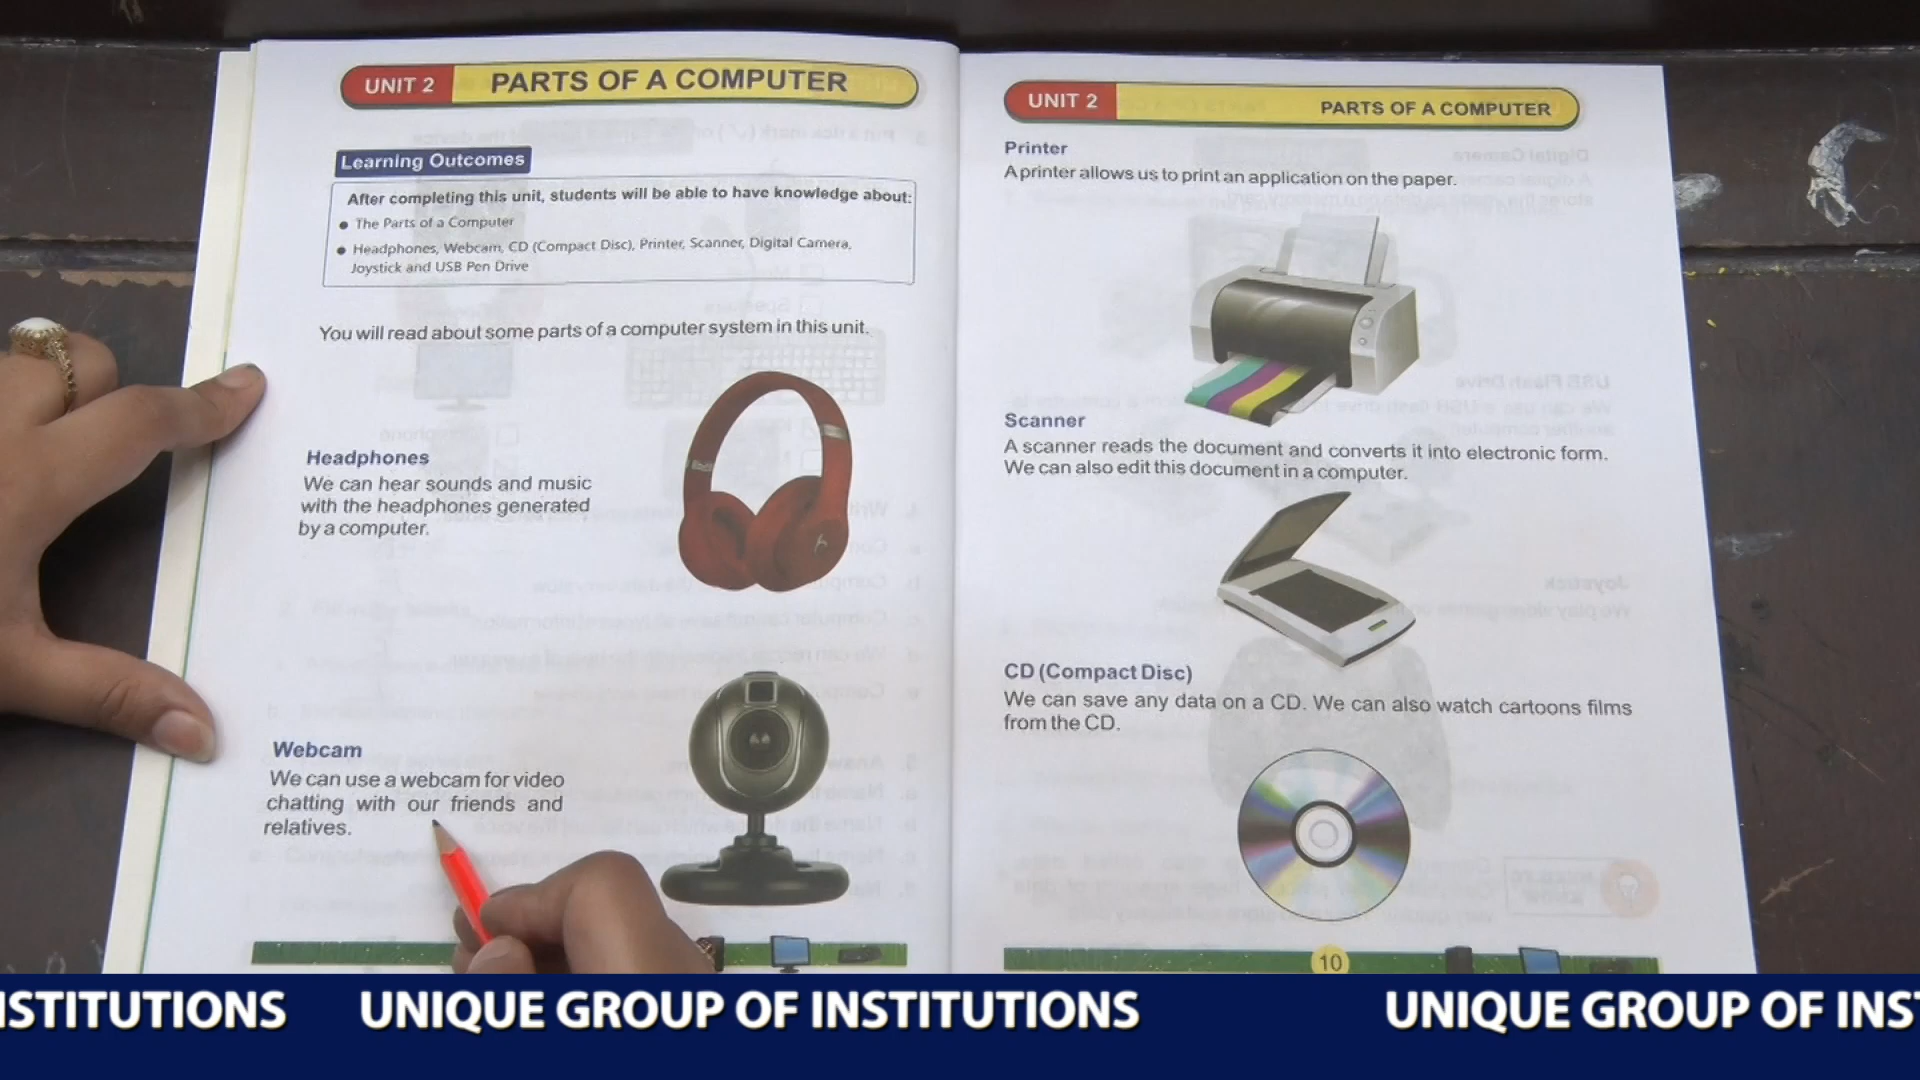 UNIT 2 PARTS OF A COMPUTER
Learning Outcomes
After completing this unit, students will be able to have knowledge about:
● The Parts of a Computer
● Headphones, Webcam, CD (Compact Disc), Printer, Scanner, Digital Camera,
Joystick and USB Pen Drive
You will read about some parts of a computer system in this unit.
Headphones
We can hear sounds and music
with the headphones generated
by a computer.
Webcam
We can use a webcam for video
chatting with our friends and
relatives.
UNIT 2 PARTS OF A COMPUTER
Printer
A printer allows us to print an application on the paper.
Scanner
A scanner reads the document and converts it into electronic form.
We can also edit this document in a computer.
CD (Compact Disc)
We can save any data on a CD. We can also watch cartoons films
from the CD.
10
NSTITUTIONS UNIQUE GROUP OF INSTITUTIONS UNIQUE GROUP OF INS